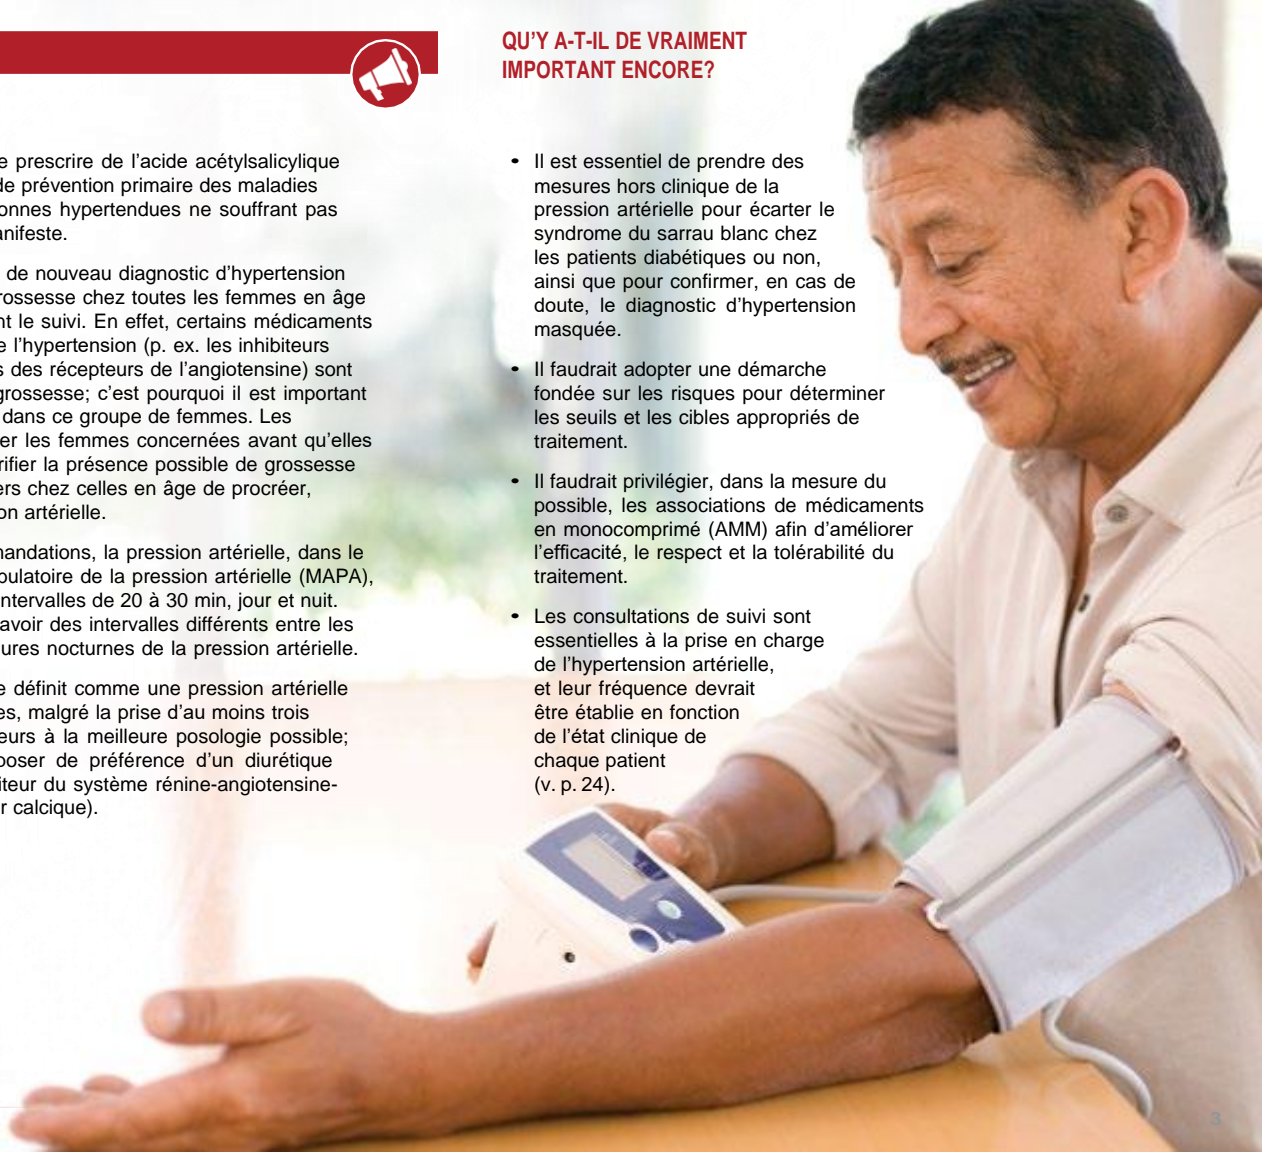 e prescrire de l'acide acétylsalicylique
de prévention primaire des maladies
onnes hypertendues ne souffrant pas
anifeste.
de nouveau diagnostic d'hypertension
rossesse chez toutes les femmes en âge
nt le suivi. En effet, certains médicaments
e l'hypertension (p. ex. les inhibiteurs
s des récepteurs de l'angiotensine) sont
grossesse; c'est pourquoi il est important
dans ce groupe de femmes. Les
er les femmes concernées avant qu'elles
rifier la présence possible de grossesse
ers chez celles en âge de procréer,
on artérielle.
nandations, la pression artérielle, dans le
bulatoire de la pression artérielle (MAPA),
intervalles de 20 à 30 min, jour et nuit.
avoir des intervalles différents entre les
ures nocturnes de la pression artérielle.
e définit comme une pression artérielle
es, malgré la prise d'au moins trois
eurs à la meilleure posologie possible;
poser de préférence d'un diurétique
iteur du système rénine-angiotensine-
r calcique).
QU'Y A-T-IL DE VRAIMENT
IMPORTANT ENCORE?
• Il est essentiel de prendre des
mesures hors clinique de la
pression artérielle pour écarter le
syndrome du sarrau blanc chez
les patients diabétiques ou non,
ainsi que pour confirmer, en cas de
doute, le diagnostic d'hypertension
masquée.
• Il faudrait adopter une démarche
fondée sur les risques pour déterminer
les seuils et les cibles appropriés de
traitement.
• Il faudrait privilégier, dans la mesure du
possible, les associations de médicaments
en monocomprimé (AMM) afin d'améliorer
l'efficacité, le respect et la tolérabilité du
traitement.
• Les consultations de suivi sont
essentielles à la prise en charge
de l'hypertension artérielle,
et leur fréquence devrait
être établie en fonction
de l'état clinique de
chaque patient
(v. p. 24).
3